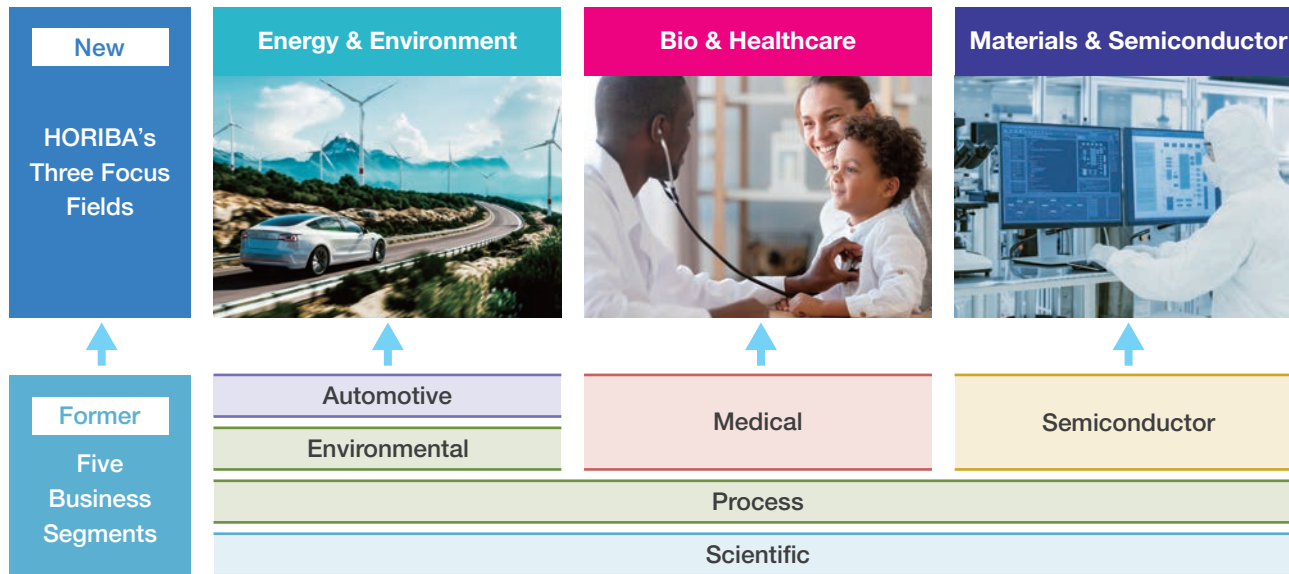 New
HORIBA's
Three Focus
Fields
Energy & Environment
Bio & Healthcare
Materials & Semiconductor
Former
Five
Business
Segments
Automotive
Environmental
Medical
Semiconductor
Process
Scientific